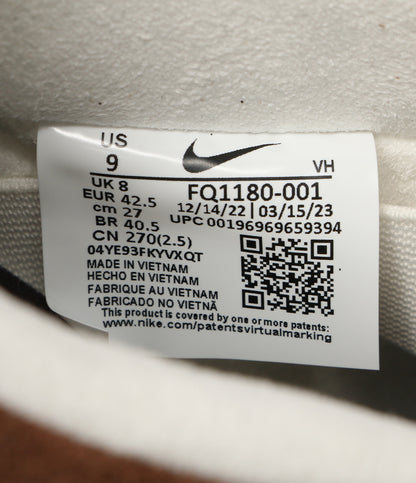 US
9
VH
UK 8
EUR 42.5
cm 27
BR 40.5
CN 270(2.5)
FQ1180-001
12/14/22 | 03/15/23
UPC 00196969659394
04YE93FKYVXQT
MADE IN VIETNAM
HECHO EN VIETNAM
FABRIQUE AU VIETNAM
FABRICADO NO VIETNÃ
This product is covered by one or more patents:
www.nike.com/patentsvirtualmarking